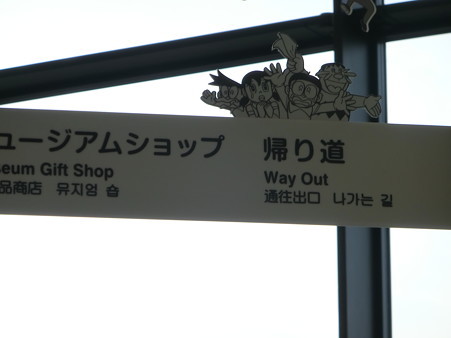 ュージアムショップ
eum Gift Shop
品商店 유지엄 숍
帰り道
Way Out
通往出口 나가는 길